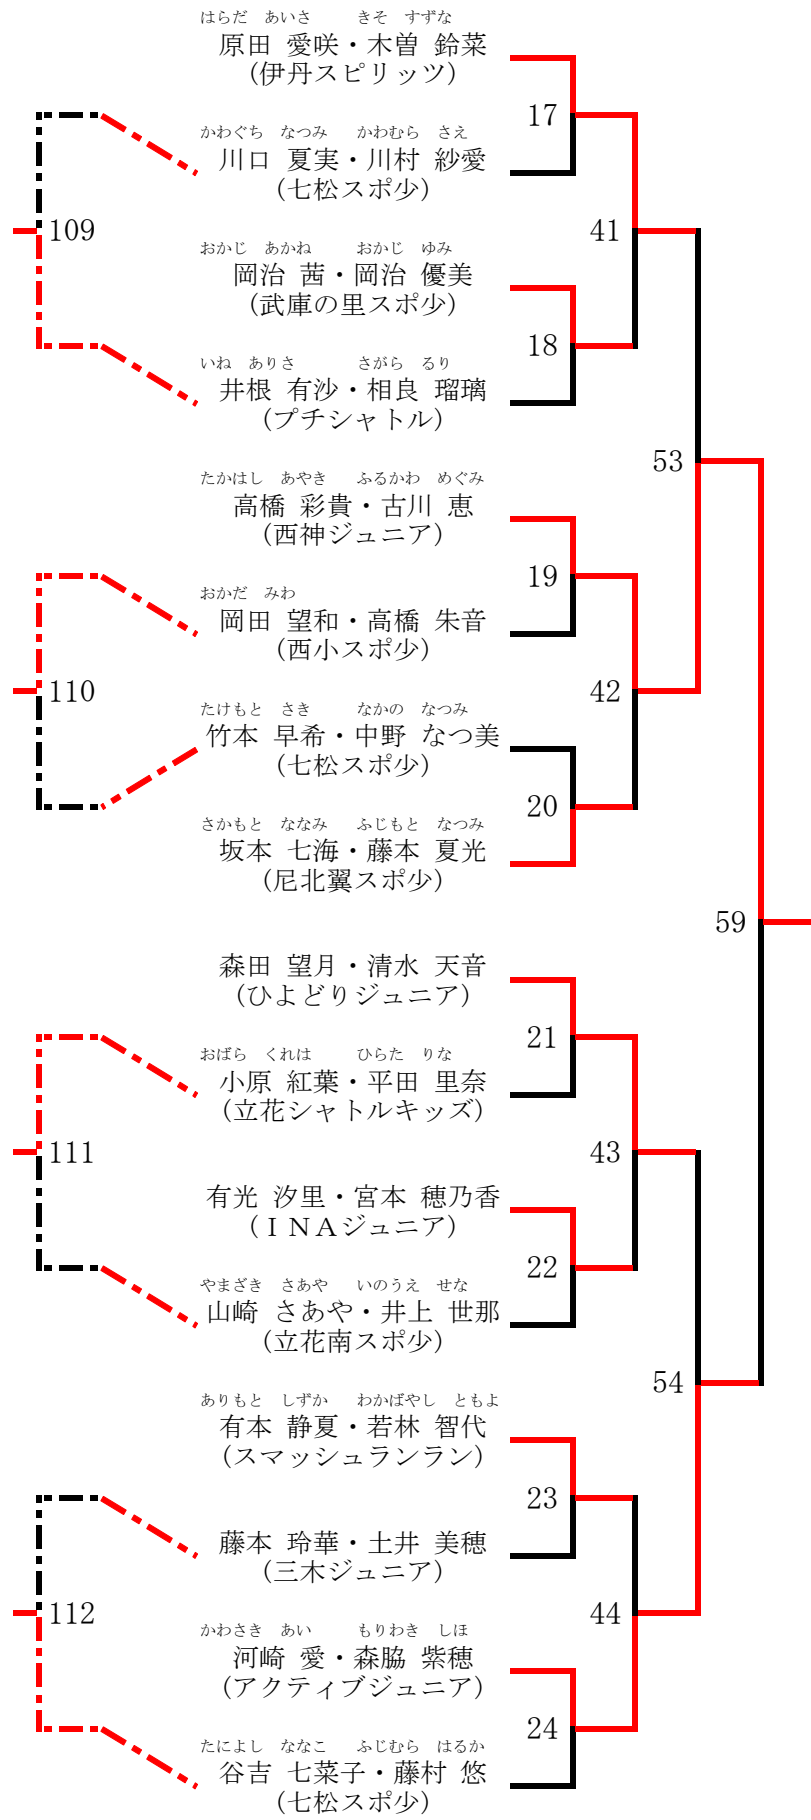 はらだ　あいさ　　きそ　すずな
原田 愛咲・木曽 鈴菜
(伊丹スピリッツ)
17
かわぐち　なつみ　かわむら　さえ
川口 夏実・川村 紗愛
(七松スポ少)
109
41
おかじ　あかね　　おかじ　ゆみ
岡治 茜・岡治 優美
(武庫の里スポ少)
18
いね　ありさ　　　さがら　るり
井根 有沙・相良 瑠璃
(プチシャトル)
53
たかはし　あやき　ふるかわ　めぐみ
高橋 彩貴・古川 恵
(西神ジュニア)
19
おかだ　みわ
岡田 望和・高橋 朱音
(西小スポ少)
110
42
たけもと　さき　　なかの　なつみ
竹本 早希・中野 なつ美
(七松スポ少)
20
さかもと　ななみ　ふじもと　なつみ
坂本 七海・藤本 夏光
(尼北翼スポ少)
59
森田 望月・清水 天音
(ひよどりジュニア)
21
おばら　くれは　　ひらた　りな
小原 紅葉・平田 里奈
(立花シャトルキッズ)
111
43
有光 汐里・宮本 穂乃香
(ＩＮＡジュニア)
22
やまざき　さあや　いのうえ　せな
山崎 さあや・井上 世那
(立花南スポ少)
54
ありもと　しずか　わかばやし　ともよ
有本 静夏・若林 智代
(スマッシュランラン)
23
藤本 玲華・土井 美穂
(三木ジュニア)
112
44
かわさき　あい　　もりわき　しほ
河崎 愛・森脇 紫穂
(アクティブジュニア)
24
たによし　ななこ　ふじむら　はるか
谷吉 七菜子・藤村 悠
(七松スポ少)